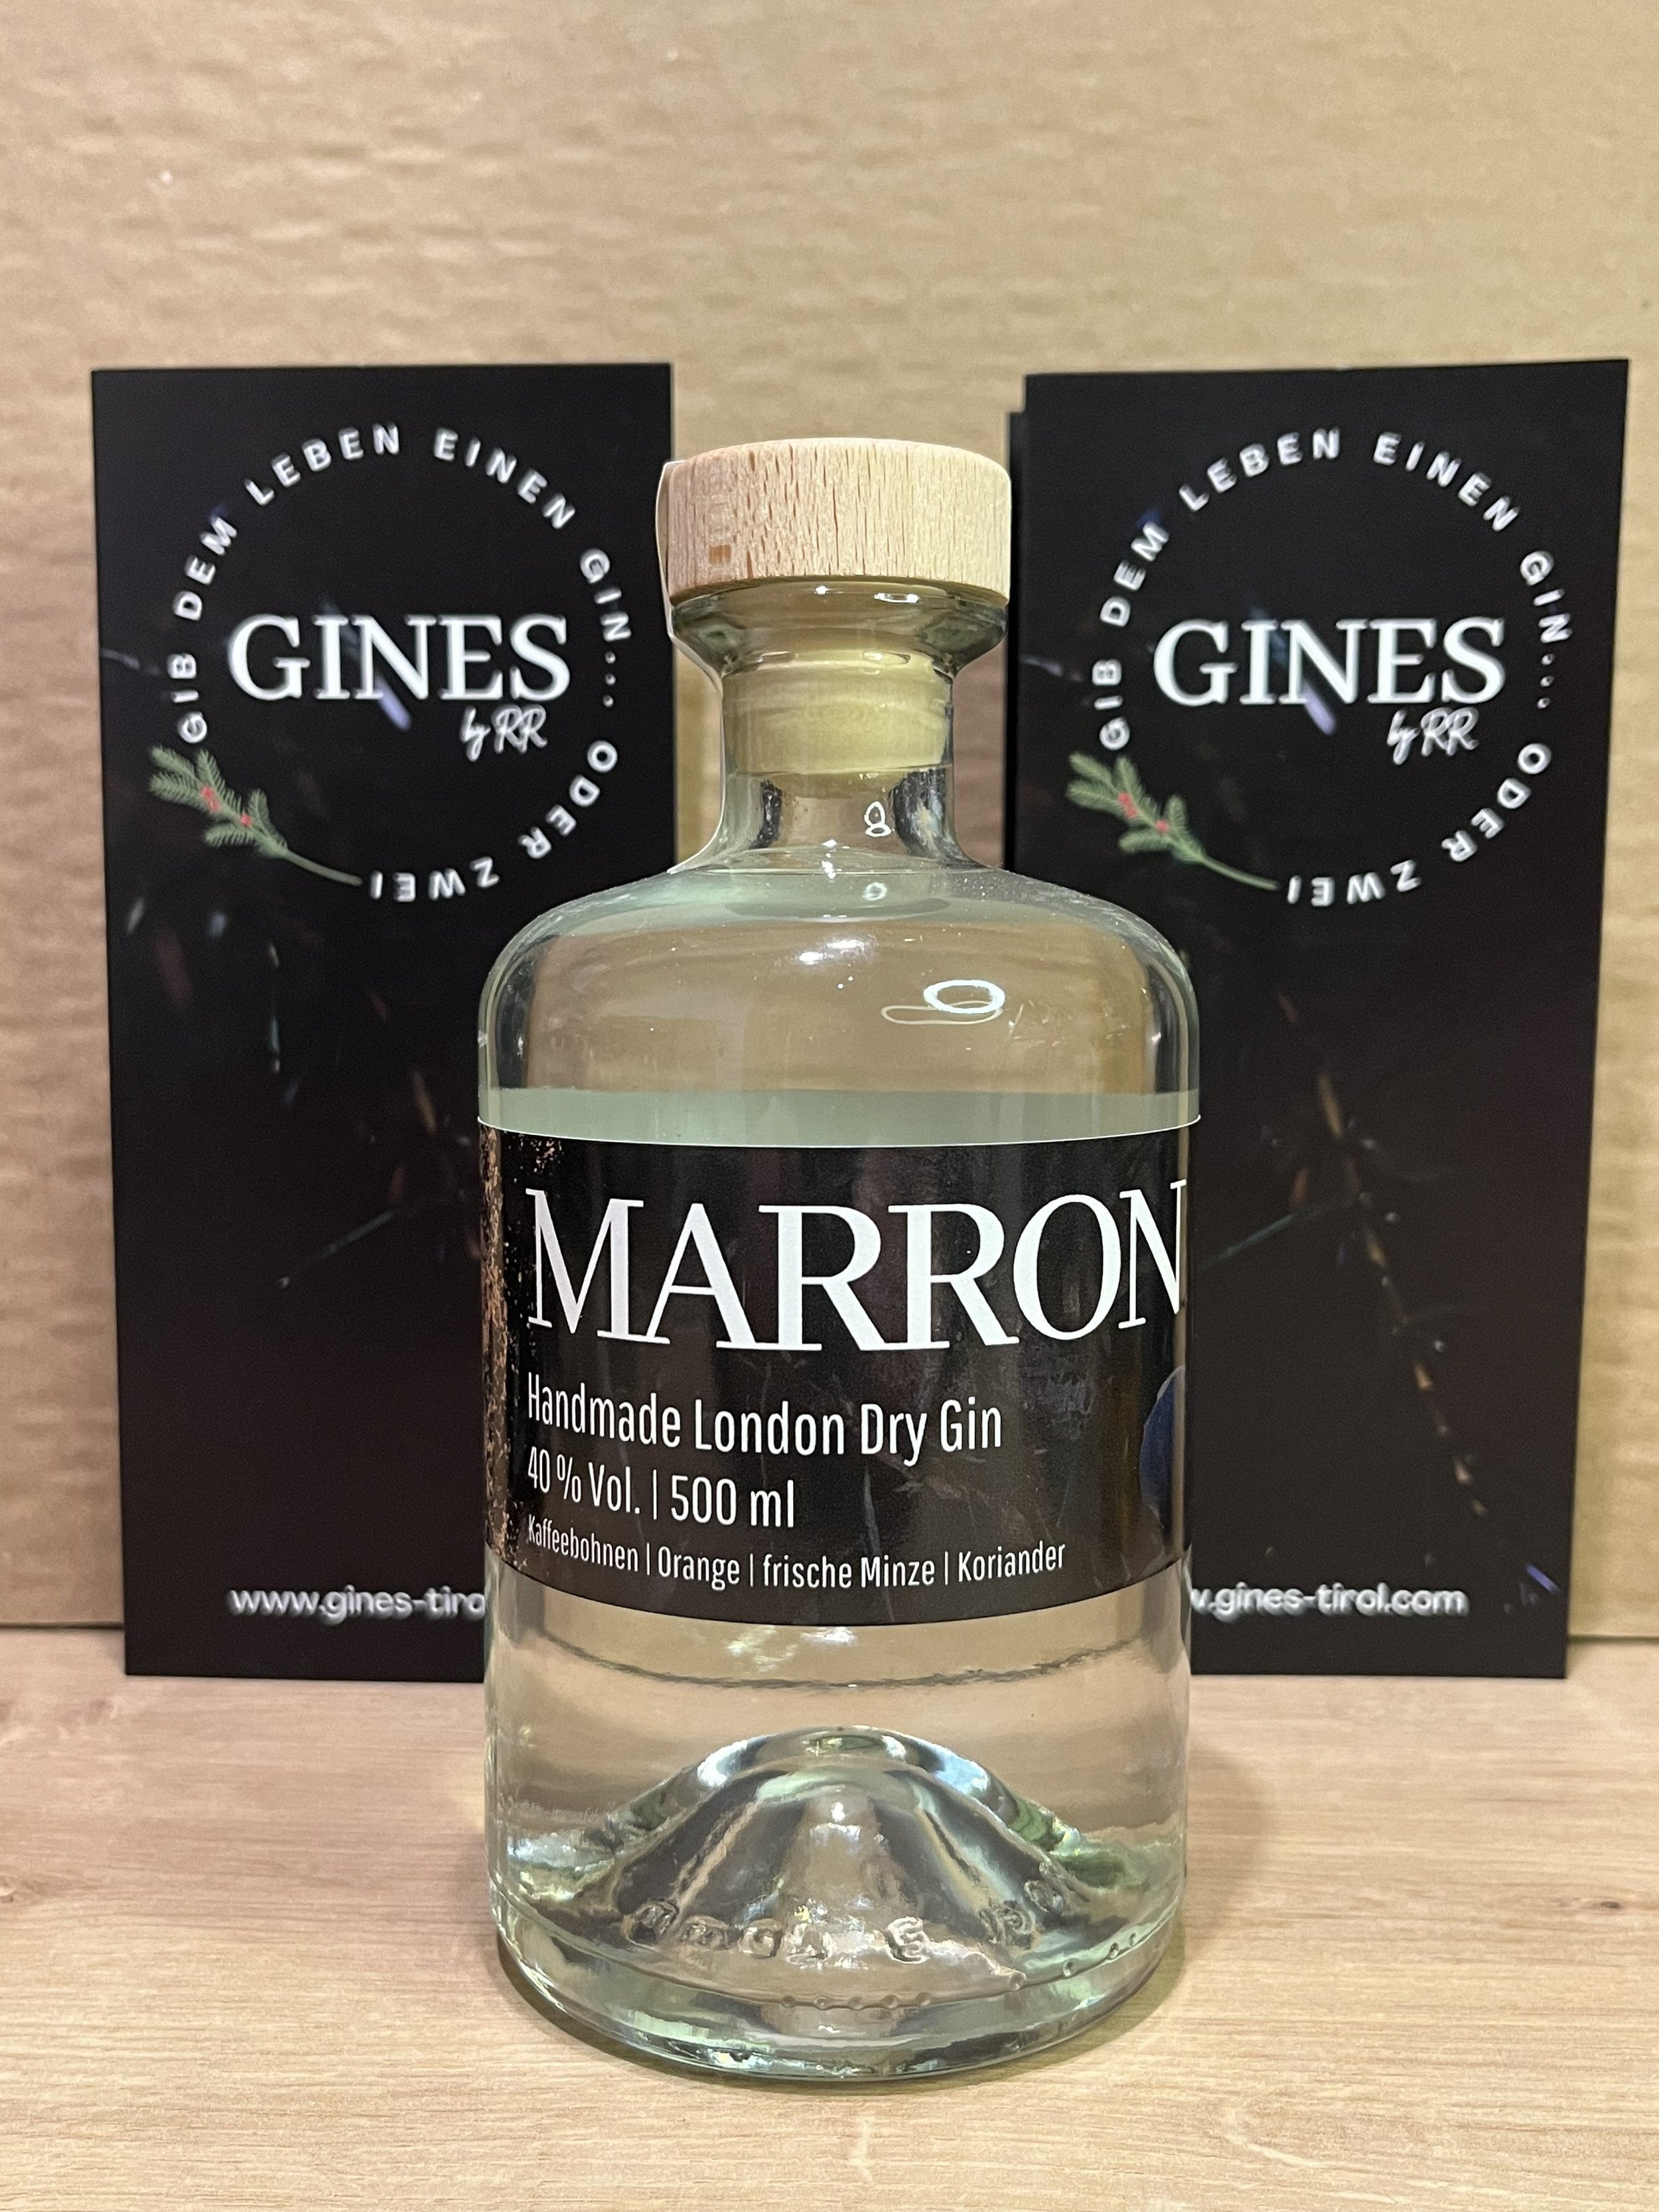 GIB DEM LEBEN EINEN GIN... ODER ZWEI
GINES
by RR
www.gines-tiro
GIB DEM LEBEN EINEN GIN... ODER ZWEI
GINES
by RR
w.gines-tirol.com
MARRON
Handmade London Dry Gin
40 % Vol. | 500 ml
Kaffeebohnen | Orange | frische Minze | Koriander